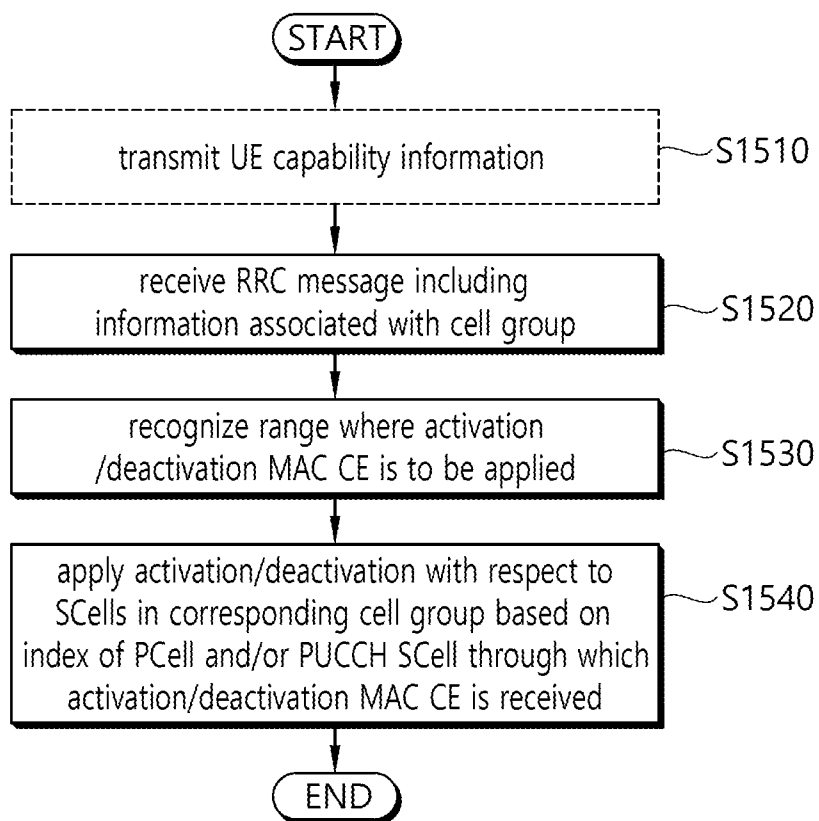 START
transmit UE capability information
S1510
receive RRC message including
information associated with cell group
S1520
recognize range where activation
/deactivation MAC CE is to be applied
S1530
apply activation/deactivation with respect to
SCells in corresponding cell group based on
index of PCell and/or PUCCH SCell through which
activation/deactivation MAC CE is received
S1540
END